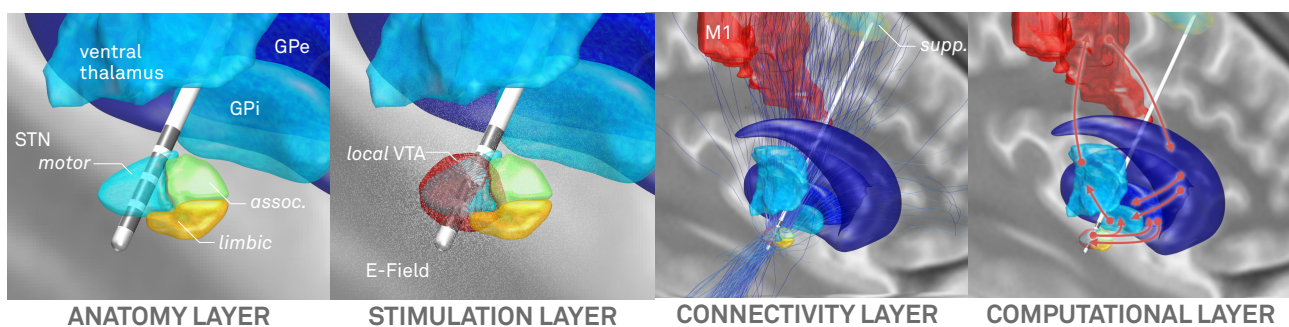 ventral
thalamus
GPe
GPi
STN
motor
assoc.
limbic
local VTA
E-Field
M1
supp.
ANATOMY LAYER
STIMULATION LAYER
CONNECTIVITY LAYER
COMPUTATIONAL LAYER